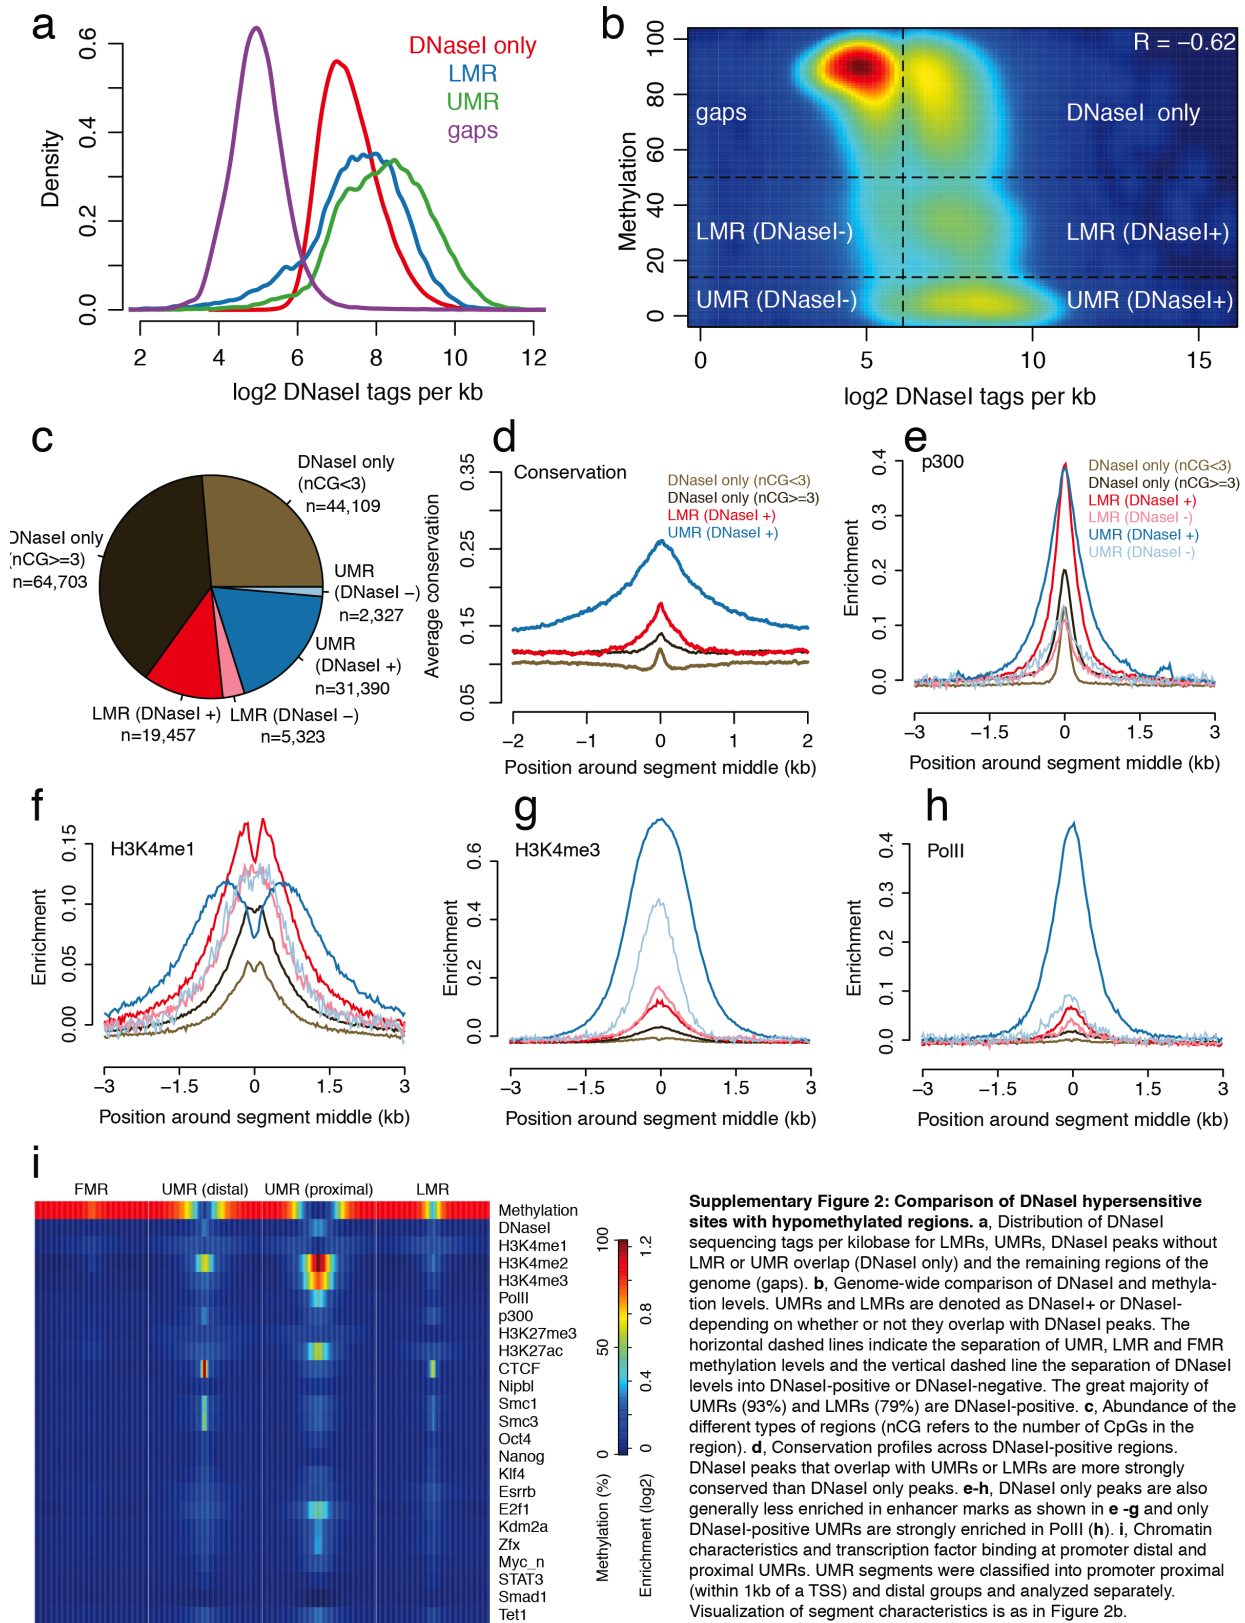 a
0.6
0.4
0.2
0.0
Density
DNaseI only
LMR
UMR
gaps
2 4 6 8 10 12
log2 DNaseI tags per kb
b
100
80
60
40
20
0
Methylation
R = −0.62
gaps
DNaseI only
LMR (DNaseI-)
LMR (DNaseI+)
UMR (DNaseI-)
UMR (DNaseI+)
0 5 10 15
log2 DNaseI tags per kb
c
DNaseI only
(nCG<3)
n=44,109
DNaseI only
(nCG>=3)
n=64,703
UMR
(DNaseI −)
n=2,327
UMR
(DNaseI +)
n=31,390
LMR (DNaseI +)
n=19,457
LMR (DNaseI −)
n=5,323
d
Conservation
0.35
0.25
0.15
0.05
Average conservation
DNaseI only (nCG<3)
DNaseI only (nCG>=3)
LMR (DNaseI +)
UMR (DNaseI +)
−2 −1 0 1 2
Position around segment middle (kb)
e
p300
0.4
0.3
0.2
0.1
0.0
Enrichment
DNaseI only (nCG<3)
DNaseI only (nCG>=3)
LMR (DNaseI +)
LMR (DNaseI -)
UMR (DNaseI +)
UMR (DNaseI -)
−3 −1.5 0 1.5 3
Position around segment middle (kb)
f
H3K4me1
0.15
0.10
0.05
0.00
Enrichment
−3 −1.5 0 1.5 3
Position around segment middle (kb)
g
H3K4me3
0.6
0.4
0.2
0.0
Enrichment
−3 −1.5 0 1.5 3
Position around segment middle (kb)
h
PolII
0.4
0.3
0.2
0.1
0.0
Enrichment
−3 −1.5 0 1.5 3
Position around segment middle (kb)
i
FMR UMR (distal) UMR (proximal) LMR
Methylation
DNaseI
H3K4me1
H3K4me2
H3K4me3
PolII
p300
H3K27me3
H3K27ac
CTCF
Nipbl
Smc1
Smc3
Oct4
Nanog
Klf4
Esrrb
E2f1
Kdm2a
Zfx
Myc_n
STAT3
Smad1
Tet1
100
50
0
Methylation (%)
1.2
0.8
0.4
0
Enrichment (log2)
Supplementary Figure 2: Comparison of DNaseI hypersensitive
sites with hypomethylated regions. a, Distribution of DNaseI
sequencing tags per kilobase for LMRs, UMRs, DNaseI peaks without
LMR or UMR overlap (DNaseI only) and the remaining regions of the
genome (gaps). b, Genome-wide comparison of DNaseI and methyla-
tion levels. UMRs and LMRs are denoted as DNaseI+ or DNaseI-
depending on whether or not they overlap with DNaseI peaks. The
horizontal dashed lines indicate the separation of UMR, LMR and FMR
methylation levels and the vertical dashed line the separation of DNaseI
levels into DNaseI-positive or DNaseI-negative. The great majority of
UMRs (93%) and LMRs (79%) are DNaseI-positive. c, Abundance of the
different types of regions (nCG refers to the number of CpGs in the
region). d, Conservation profiles across DNaseI-positive regions.
DNaseI peaks that overlap with UMRs or LMRs are more strongly
conserved than DNaseI only peaks. e-h, DNaseI only peaks are also
generally less enriched in enhancer marks as shown in e -g and only
DNaseI-positive UMRs are strongly enriched in PolII (h). i, Chromatin
characteristics and transcription factor binding at promoter distal and
proximal UMRs. UMR segments were classified into promoter proximal
(within 1kb of a TSS) and distal groups and analyzed separately.
Visualization of segment characteristics is as in Figure 2b.